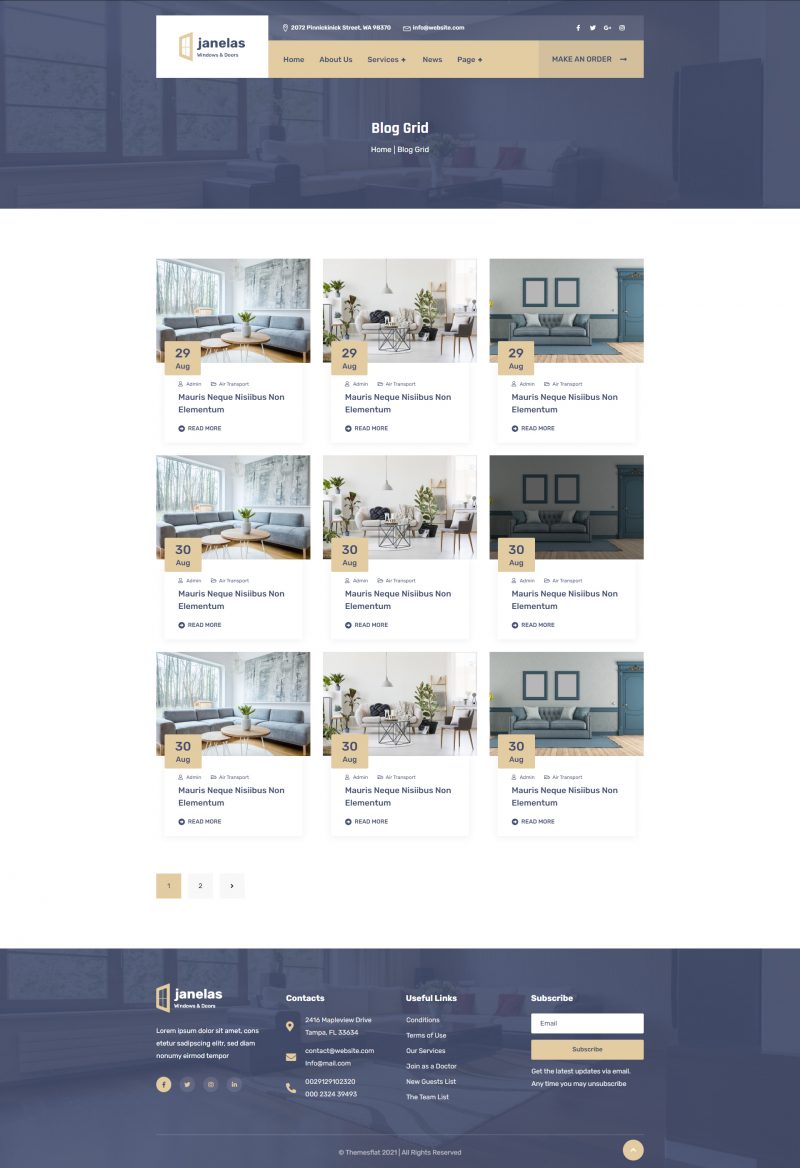 janelas
Windows & Doors
2072 Pinnickinick Street, WA 98370
info@website.com
Home
About Us
Services +
News
Page +
MAKE AN ORDER
Blog Grid
Home | Blog Grid
29
Aug
Admin
Air Transport
Mauris Neque Nisiibus Non
Elementum
READ MORE
29
Aug
Admin
Air Transport
Mauris Neque Nisiibus Non
Elementum
READ MORE
29
Aug
Admin
Air Transport
Mauris Neque Nisiibus Non
Elementum
READ MORE
30
Aug
Admin
Air Transport
Mauris Neque Nisiibus Non
Elementum
READ MORE
30
Aug
Admin
Air Transport
Mauris Neque Nisiibus Non
Elementum
READ MORE
30
Aug
Admin
Air Transport
Mauris Neque Nisiibus Non
Elementum
READ MORE
30
Aug
Admin
Air Transport
Mauris Neque Nisiibus Non
Elementum
READ MORE
30
Aug
Admin
Air Transport
Mauris Neque Nisiibus Non
Elementum
READ MORE
30
Aug
Admin
Air Transport
Mauris Neque Nisiibus Non
Elementum
READ MORE
1
2
janelas
Windows & Doors
Lorem ipsum dolor sit amet, cons
etetur sadipscing elitr, sed diam
nonumy eirmod tempor
Contacts
2416 Mapleview Drive
Tampa, FL 33634
contact@website.com
Info@mail.com
0029129102320
000 2324 39493
Useful Links
Conditions
Terms of Use
Our Services
Join as a Doctor
New Guests List
The Team List
Subscribe
Email
Subscribe
Get the latest updates via email.
Any time you may unsubscribe
© Themesflat 2021 | All Rights Reserved